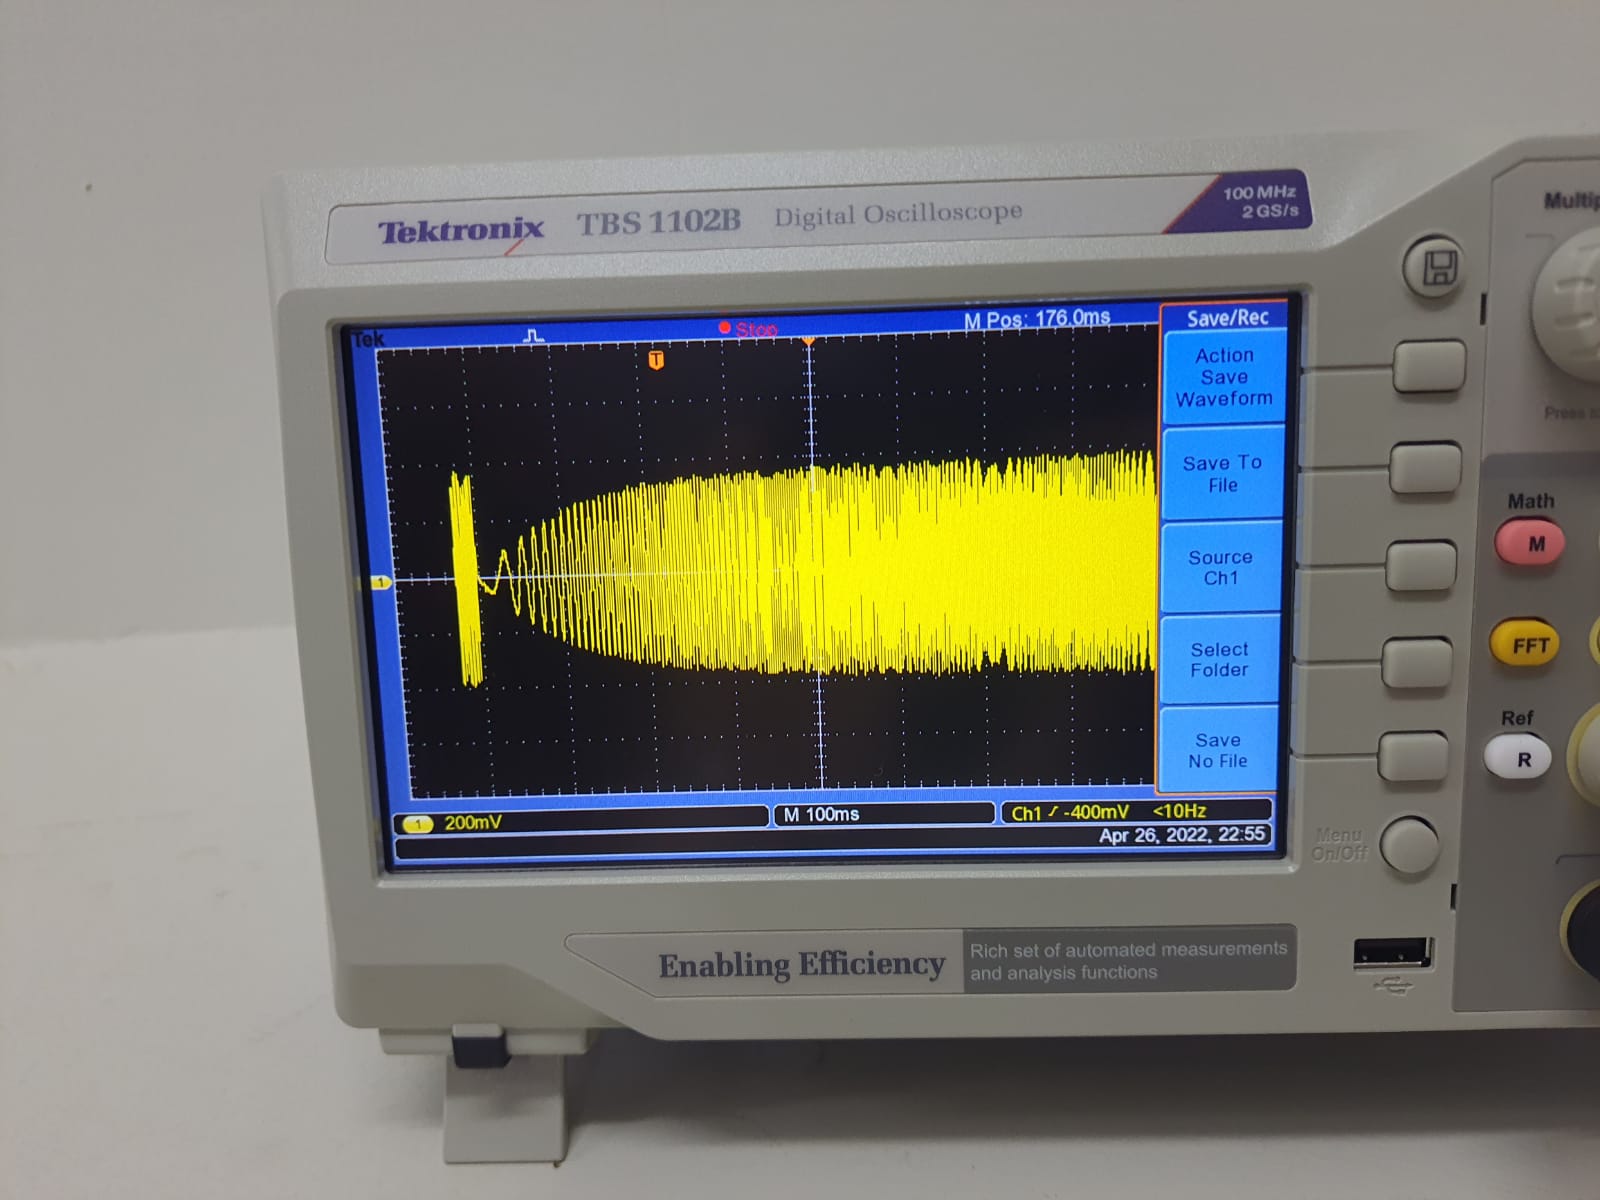 Tektronix TBS 1102B Digital Oscilloscope
100 MHz
2 GS/s
Tek
Stop
M Pos: 176.0ms
T
1
Save/Rec
Action
Save
Waveform
Save To
File
Source
Ch1
Select
Folder
Save
No File
1 200mV
M 100ms
Ch1 -400mV <10Hz
Apr 26, 2022, 22:55
Math
M
FFT
Ref
R
Menu
On/Off
Enabling Efficiency
Rich set of automated measurements
and analysis functions